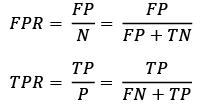 FPR = FP/N = FP/(FP + TN)
TPR = TP/P = TP/(FN + TP)